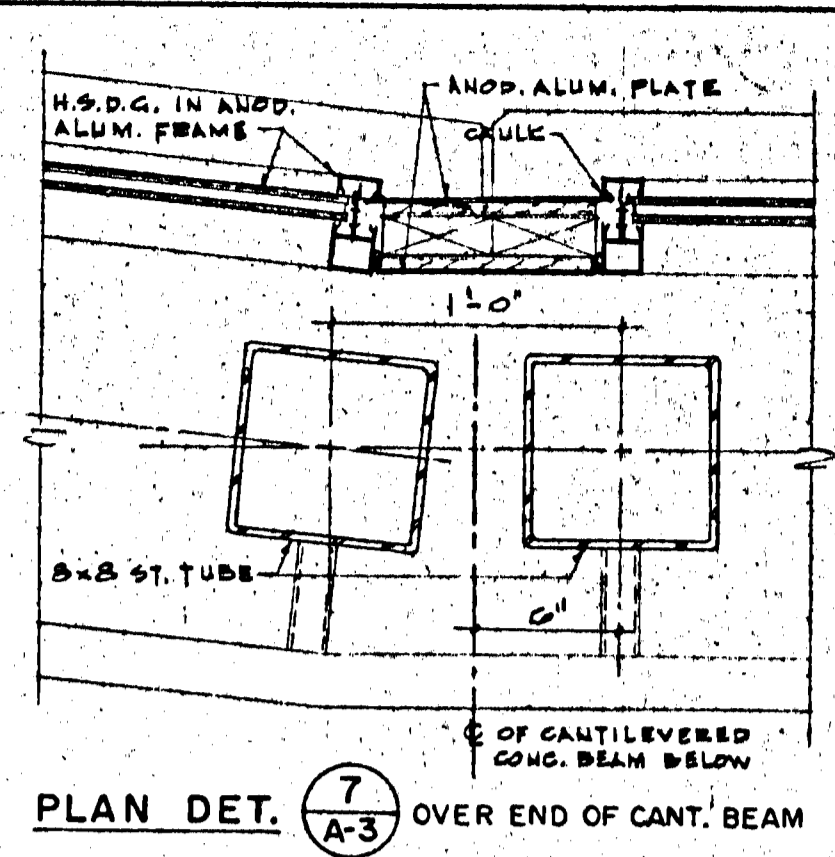 H.S.D.G. IN ANOD.
ALUM. FRAME
ANOD. ALUM. PLATE
CAULK
1'-0"
8x8 ST. TUBE
6"
℄ OF CANTILEVERED
CONC. BEAM BELOW
PLAN DET. 7 A-3 OVER END OF CANT. BEAM